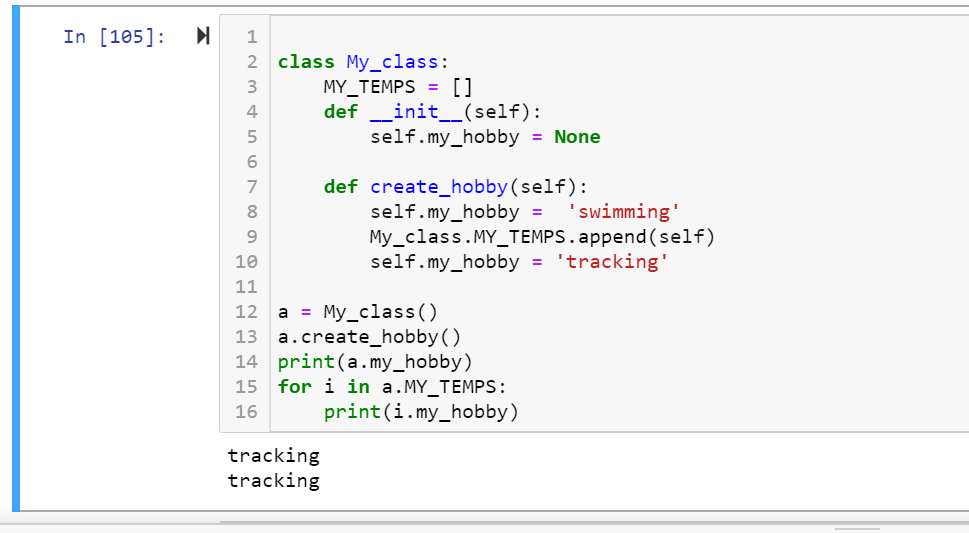 In [105]:
1
2 class My_class:
3     MY_TEMPS = []
4     def __init__(self):
5         self.my_hobby = None
6
7     def create_hobby(self):
8         self.my_hobby =  'swimming'
9         My_class.MY_TEMPS.append(self)
10         self.my_hobby = 'tracking'
11
12 a = My_class()
13 a.create_hobby()
14 print(a.my_hobby)
15 for i in a.MY_TEMPS:
16     print(i.my_hobby)
tracking
tracking